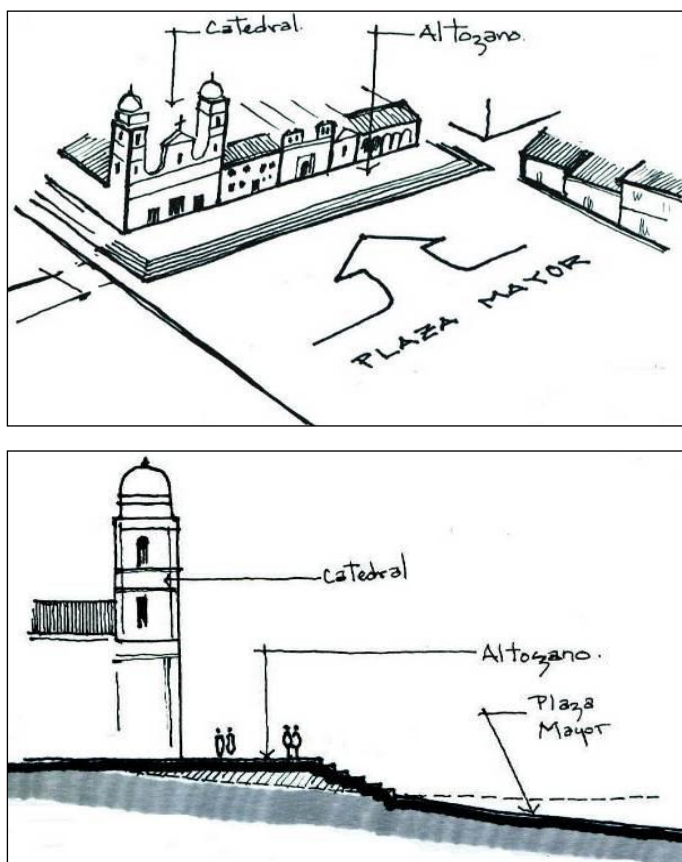 Catedral.
Altozano.
PLAZA MAYOR
Catedral
Altozano.
Plaza
Mayor